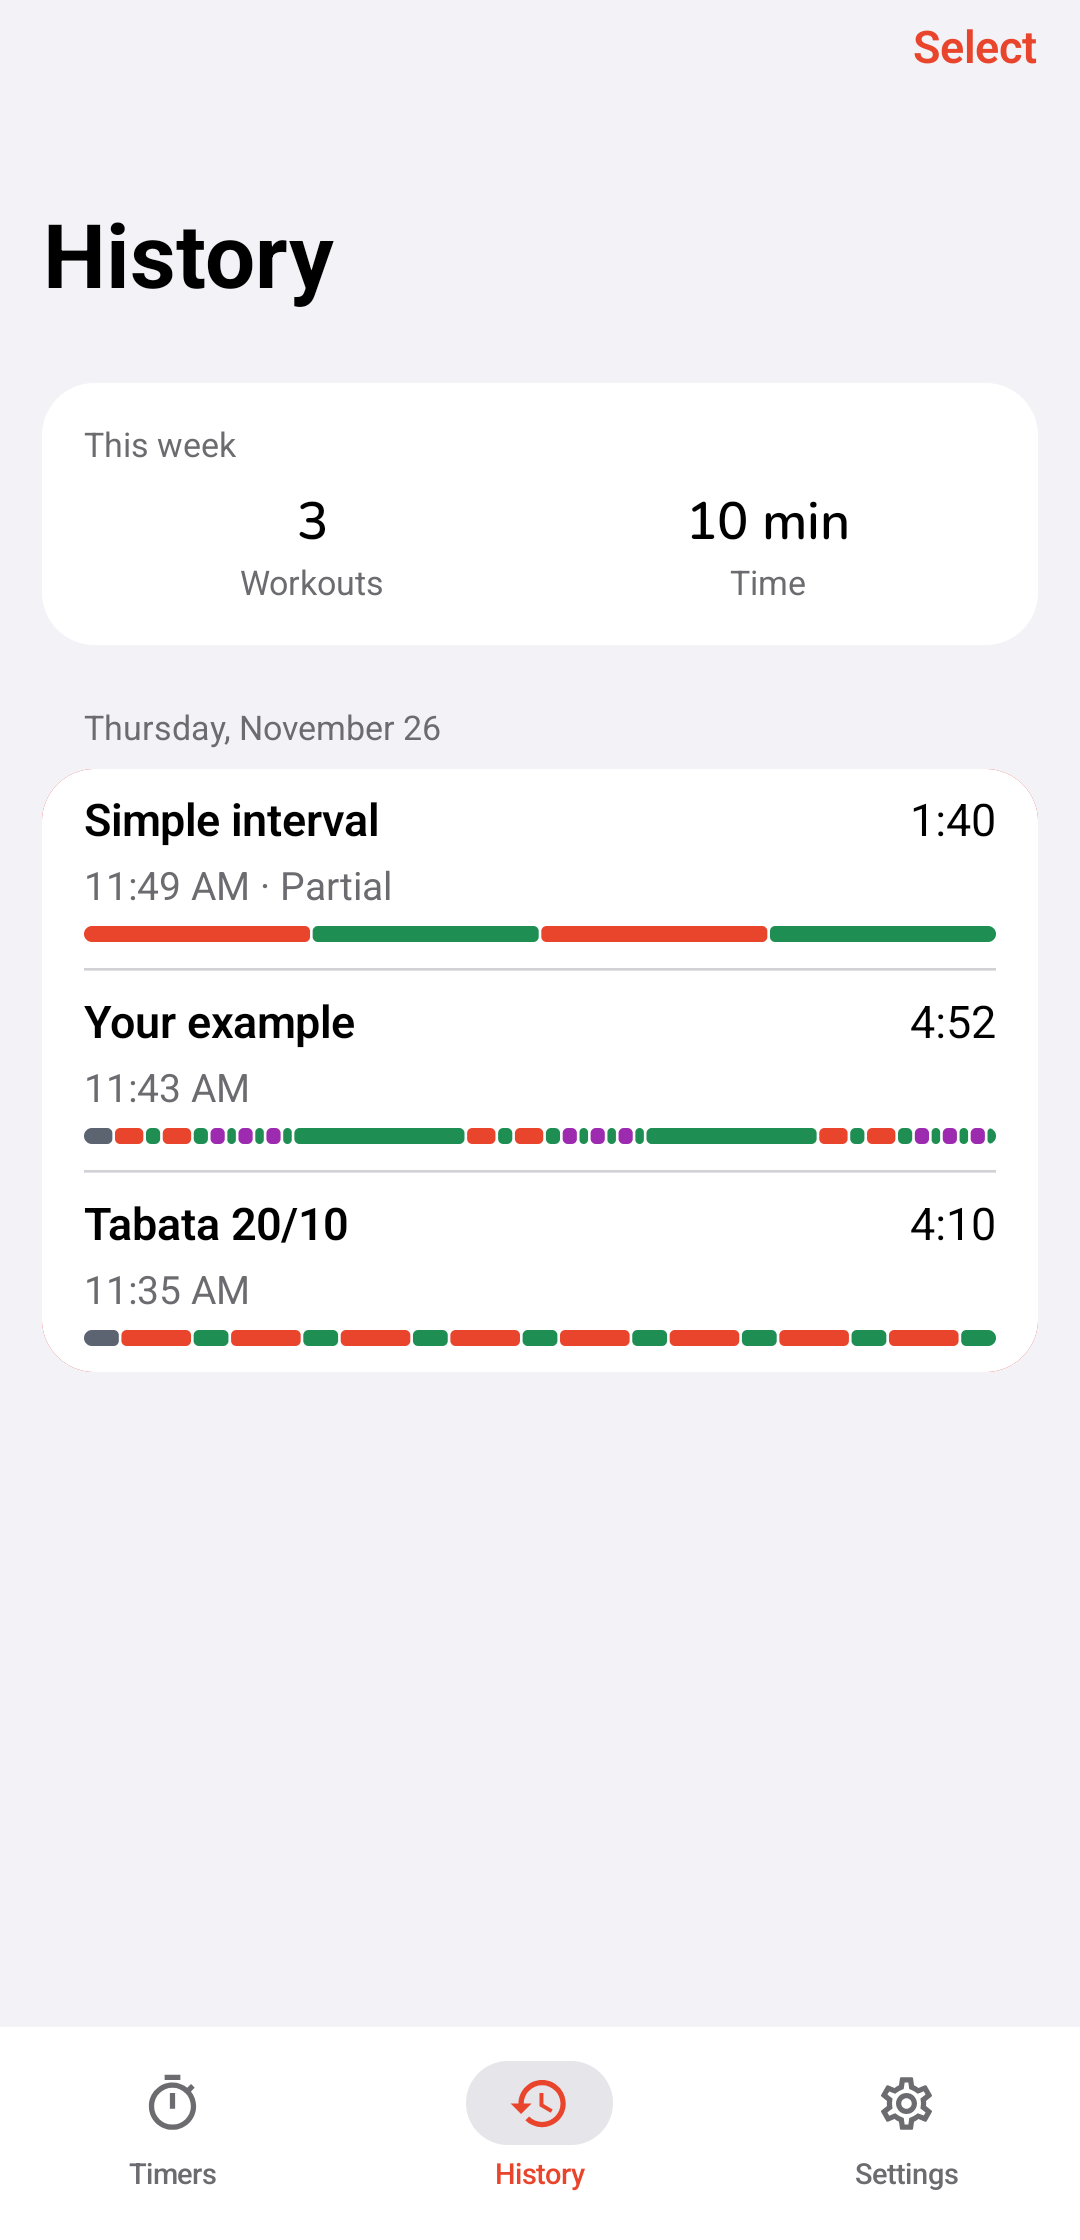 Select
History
This week
3
10 min
Workouts
Time
Thursday, November 26
Simple interval
1:40
11:49 AM · Partial
Your example
4:52
11:43 AM
Tabata 20/10
4:10
11:35 AM
Timers
History
Settings